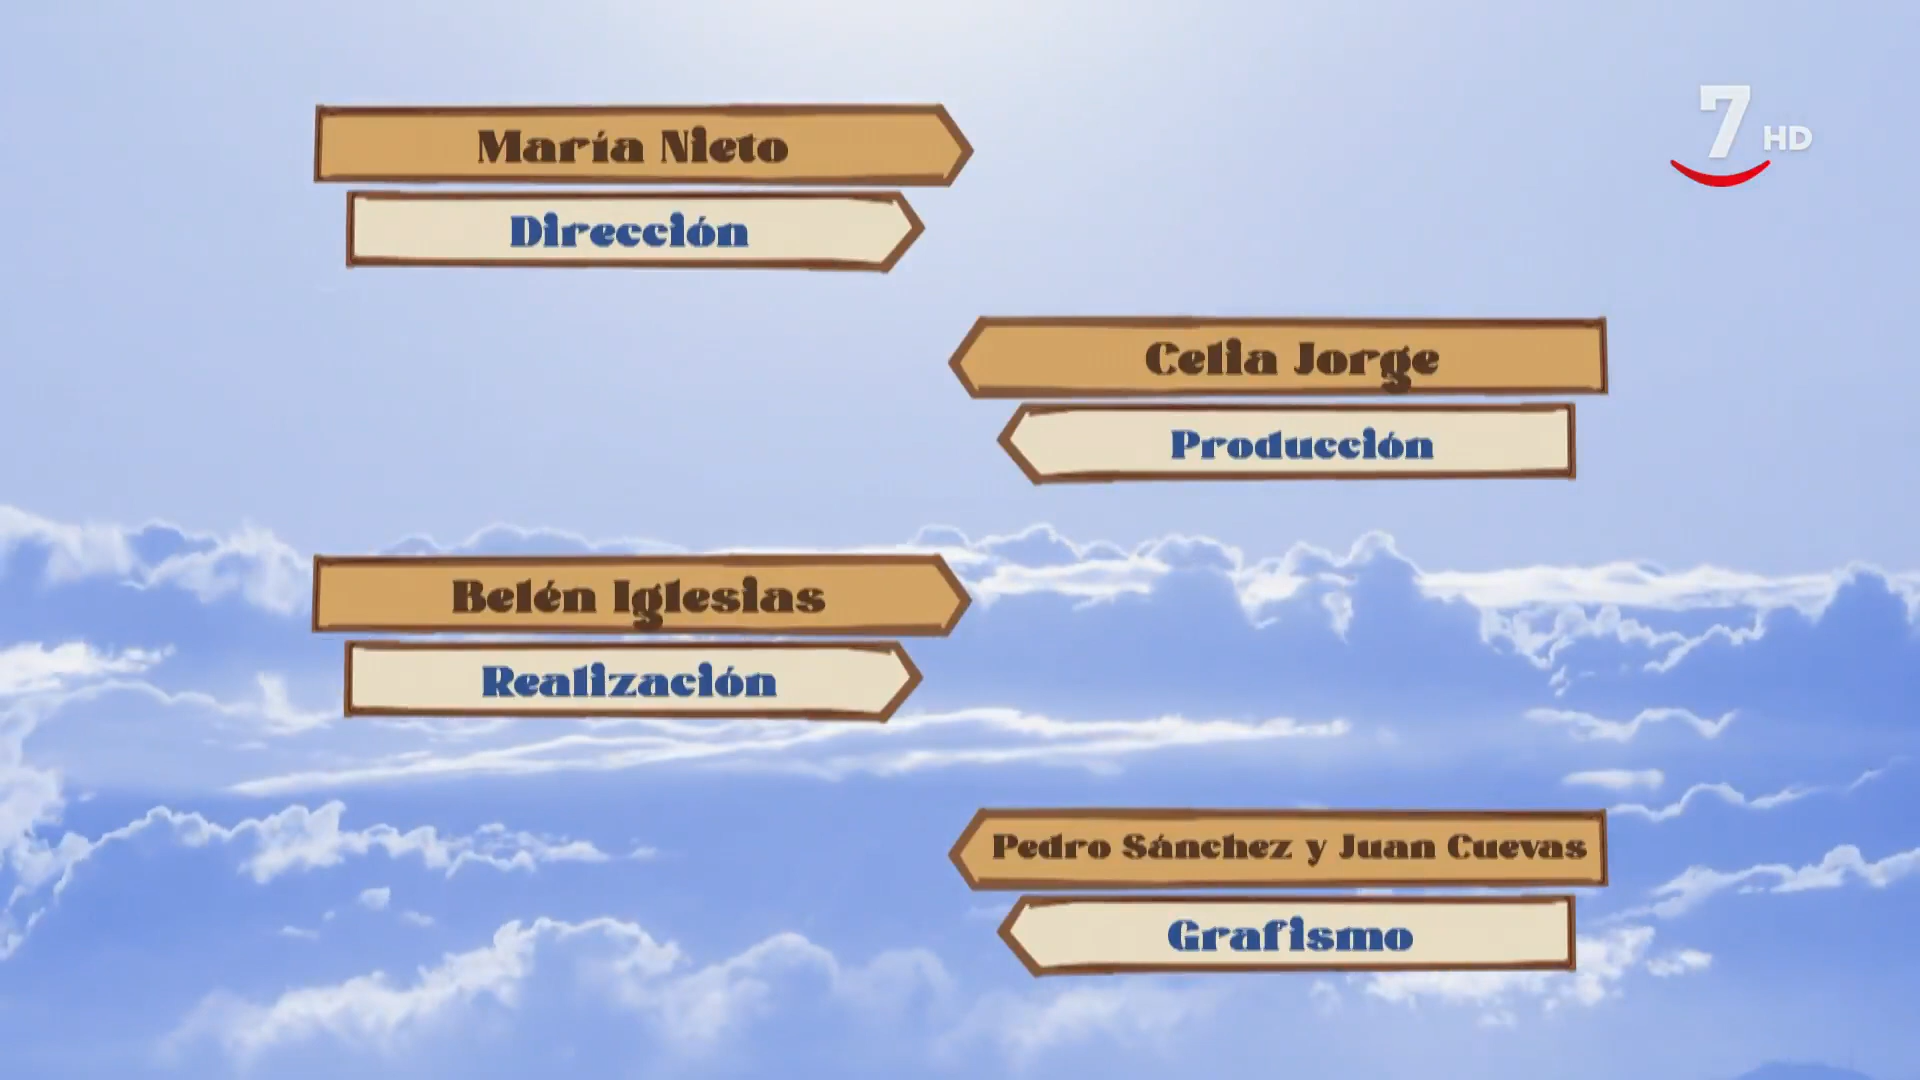 María Nieto
Dirección
7 HD
Celia Jorge
Producción
Belén Iglesias
Realización
Pedro Sánchez y Juan Cuevas
Grafismo